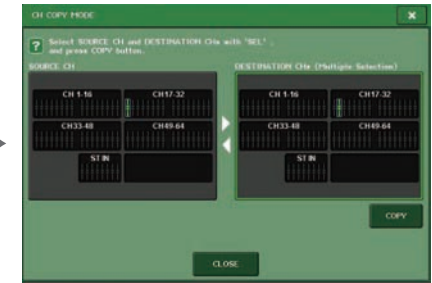 CH COPY MODE
Select SOURCE CH and DESTINATION CHs with "SEL" ,
and press COPY button.
SOURCE CH
DESTINATION CHs (Multiple Selection)
CH 1-16
CH17-32
CH33-48
CH49-64
ST IN
CH 1-16
CH17-32
CH33-48
CH49-64
ST IN
COPY
CLOSE